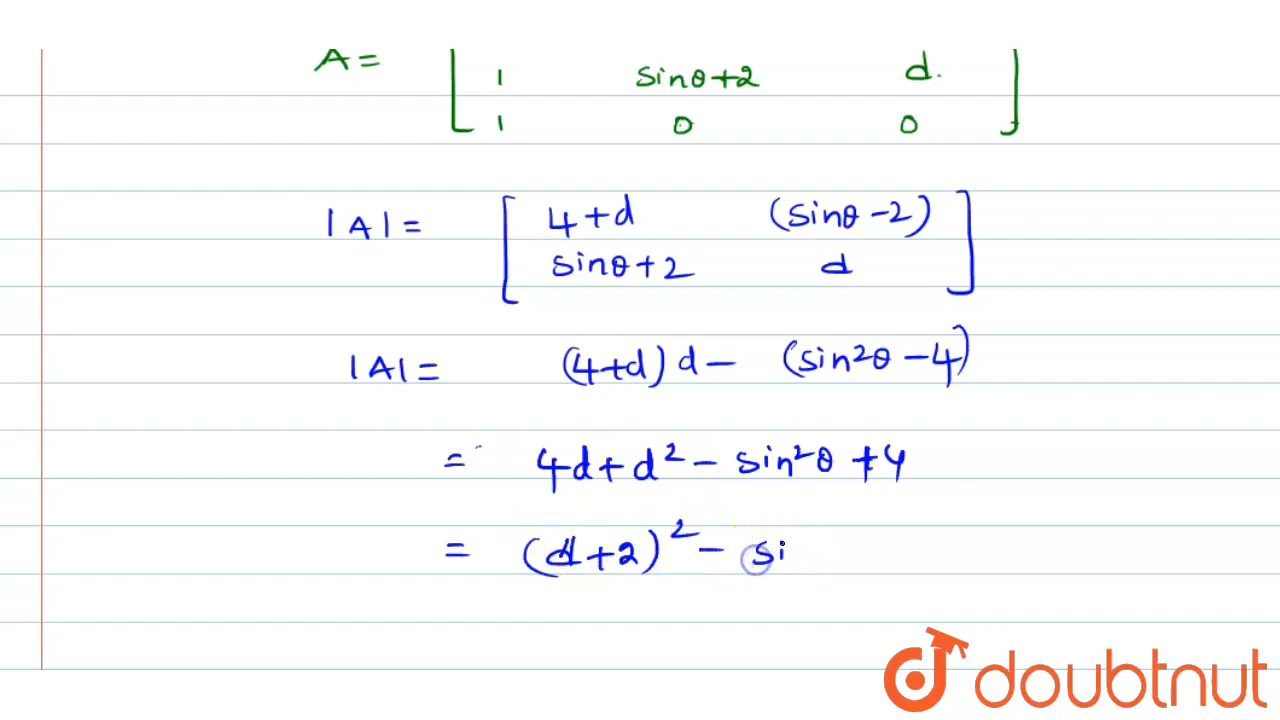 A =
1 sinθ+2 d.
1 0 0
|A| = [ 4+d (sinθ-2)
sinθ+2 d ]
|A| = (4+d)d - (sin²θ-4)
= 4d+d²-sin²θ+4
= (d+2)² - si
doubtnut